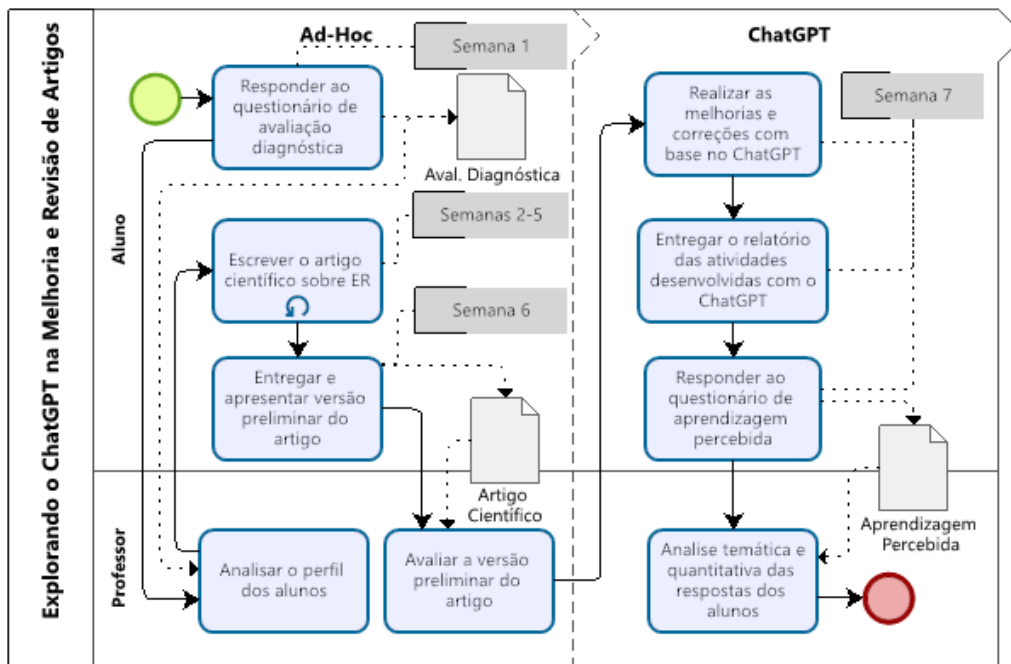 Explorando o ChatGPT na Melhoria e Revisão de Artigos
Aluno
Professor
Ad-Hoc
ChatGPT
Responder ao
questionário de
avaliação
diagnóstica
Semana 1
Aval. Diagnóstica
Escrever o artigo
científico sobre ER
Semanas 2-5
Entregar e
apresentar versão
preliminar do
artigo
Semana 6
Artigo
Científico
Analisar o perfil
dos alunos
Avaliar a versão
preliminar do
artigo
Realizar as
melhorias e
correções com
base no ChatGPT
Semana 7
Entregar o relatório
das atividades
desenvolvidas com o
ChatGPT
Responder ao
questionário de
aprendizagem
percebida
Aprendizagem
Percebida
Analise temática e
quantitativa das
respostas dos
alunos